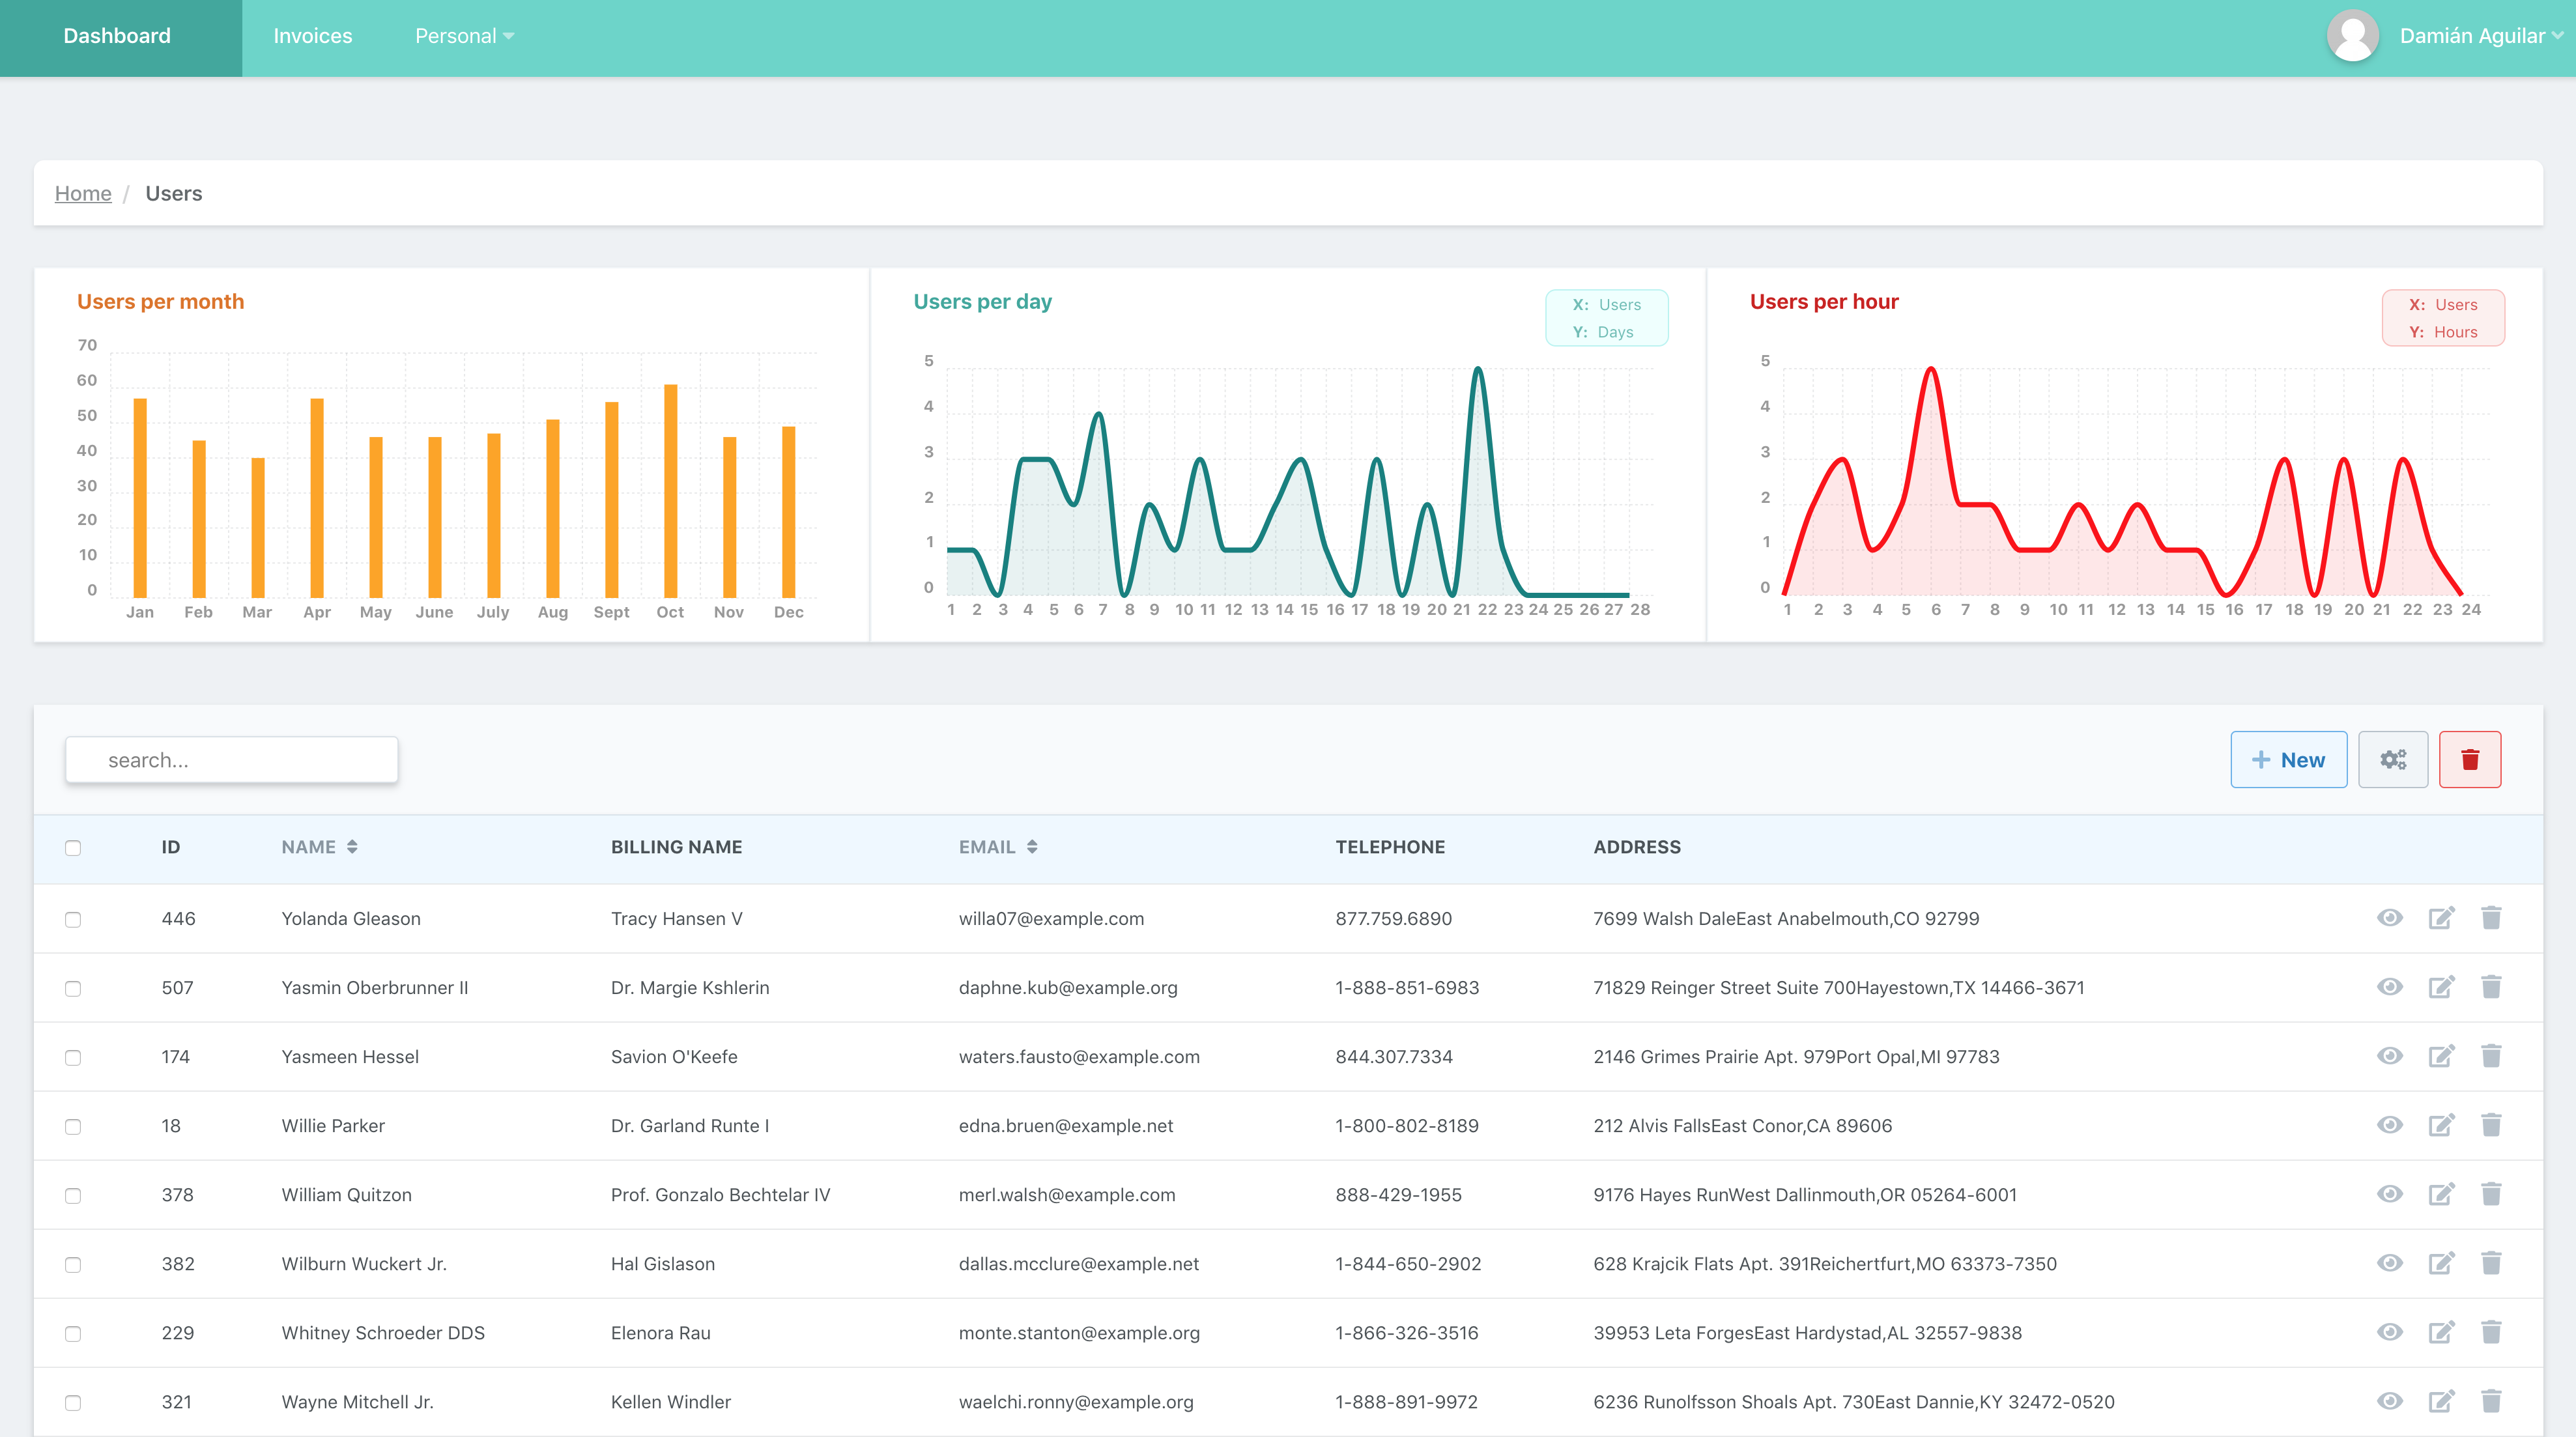 Dashboard Invoices Personal Damián Aguilar
Home / Users
Users per month
70
60
50
40
30
20
10
0
Jan Feb Mar Apr May June July Aug Sept Oct Nov Dec
Users per day
X: Users
Y: Days
5
4
3
2
1
0
1 2 3 4 5 6 7 8 9 10 11 12 13 14 15 16 17 18 19 20 21 22 23 24 25 26 27 28
Users per hour
X: Users
Y: Hours
5
4
3
2
1
0
1 2 3 4 5 6 7 8 9 10 11 12 13 14 15 16 17 18 19 20 21 22 23 24
search... New
ID NAME BILLING NAME EMAIL TELEPHONE ADDRESS
446 Yolanda Gleason Tracy Hansen V willa07@example.com 877.759.6890 7699 Walsh DaleEast Anabelmouth,CO 92799
507 Yasmin Oberbrunner II Dr. Margie Kshlerin daphne.kub@example.org 1-888-851-6983 71829 Reinger Street Suite 700Hayestown,TX 14466-3671
174 Yasmeen Hessel Savion O'Keefe waters.fausto@example.com 844.307.7334 2146 Grimes Prairie Apt. 979Port Opal,MI 97783
18 Willie Parker Dr. Garland Runte I edna.bruen@example.net 1-800-802-8189 212 Alvis FallsEast Conor,CA 89606
378 William Quitzon Prof. Gonzalo Bechtelar IV merl.walsh@example.com 888-429-1955 9176 Hayes RunWest Dallinmouth,OR 05264-6001
382 Wilburn Wuckert Jr. Hal Gislason dallas.mcclure@example.net 1-844-650-2902 628 Krajcik Flats Apt. 391Reichertfurt,MO 63373-7350
229 Whitney Schroeder DDS Elenora Rau monte.stanton@example.org 1-866-326-3516 39953 Leta ForgesEast Hardystad,AL 32557-9838
321 Wayne Mitchell Jr. Kellen Windler waelchi.ronny@example.org 1-888-891-9972 6236 Runolfsson Shoals Apt. 730East Dannie,KY 32472-0520